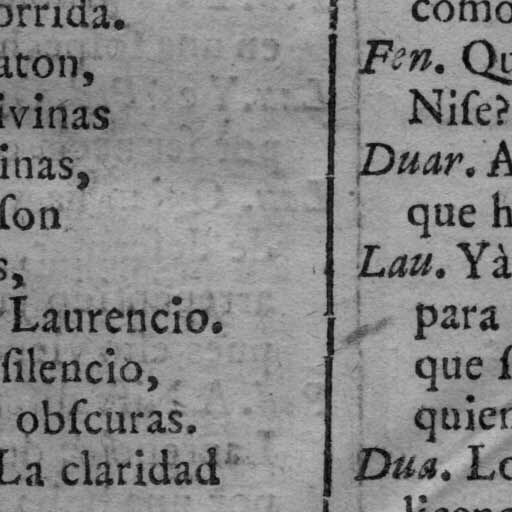 orrida.
aton,
ivinas
inas,
ſon
s,
Laurencio.
ſilencio,
obſcuras.
La claridad
como
Fen. Qu
Niſe?
Duar. A
que h
Lau. Yà
para
que ſ
quien
Dua. Lo
licenc